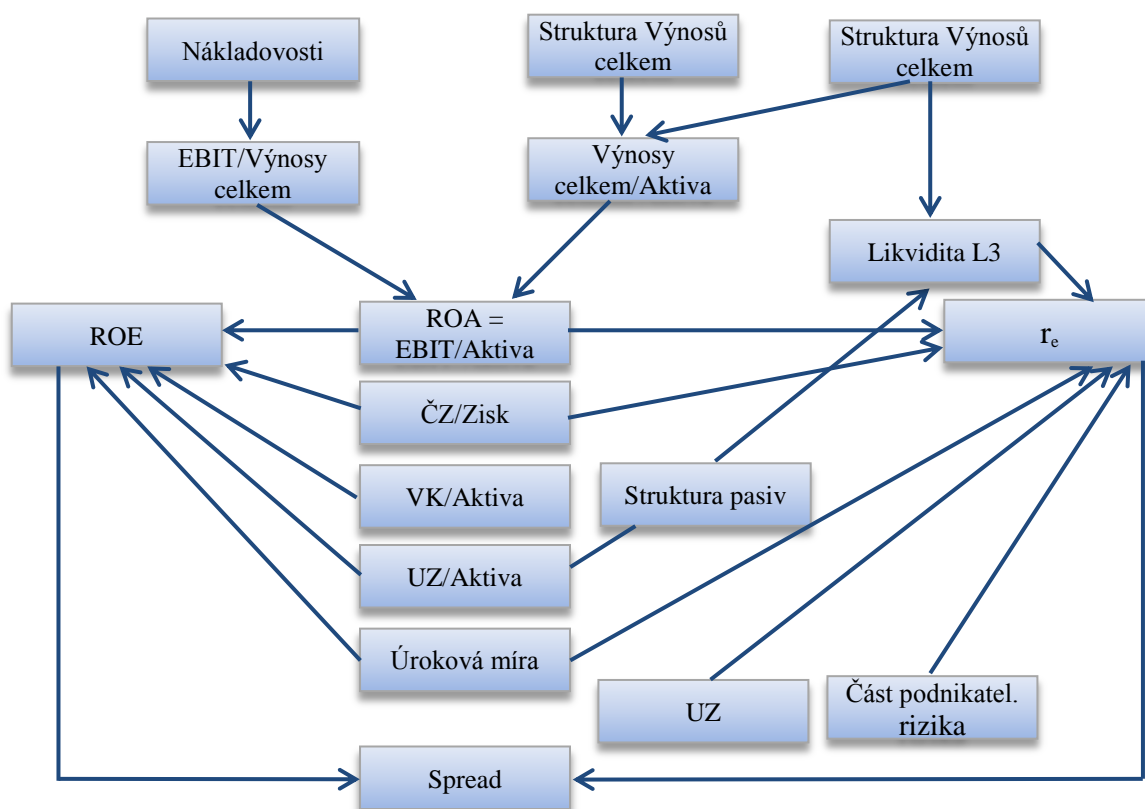 Nákladovosti
Struktura Výnosů
celkem
Struktura Výnosů
celkem
EBIT/Výnosy
celkem
Výnosy
celkem/Aktiva
Likvidita L3
ROE
ROA =
EBIT/Aktiva
rₑ
ČZ/Zisk
VK/Aktiva
Struktura pasiv
UZ/Aktiva
Úroková míra
UZ
Část podnikatel.
rizika
Spread